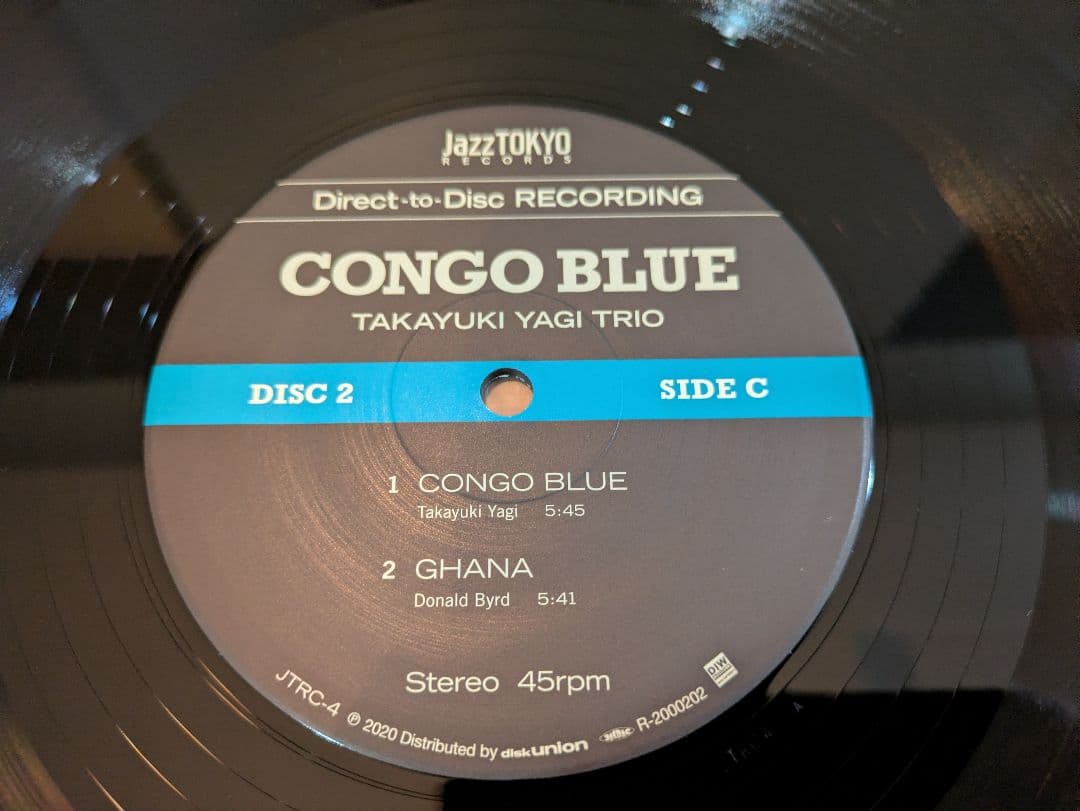 JazzTOKYO
RECORDS
Direct-to-Disc RECORDING
CONGO BLUE
TAKAYUKI YAGI TRIO
DISC 2
SIDE C
1 CONGO BLUE
Takayuki Yagi 5:45
2 GHANA
Donald Byrd 5:41
Stereo 45rpm
JTRC-4 ℗ 2020 Distributed by diskunion R-2000202
DIW